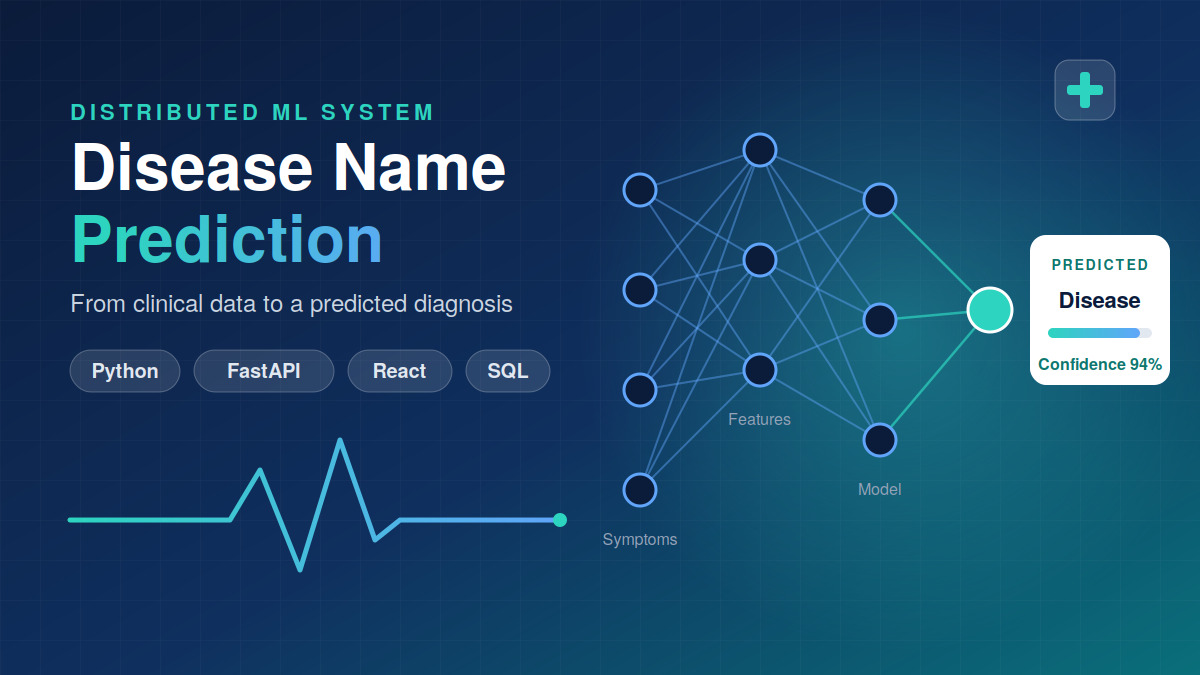 DISTRIBUTED ML SYSTEM
Disease Name
Prediction
From clinical data to a predicted diagnosis
Python
FastAPI
React
SQL
Symptoms
Features
Model
PREDICTED
Disease
Confidence 94%